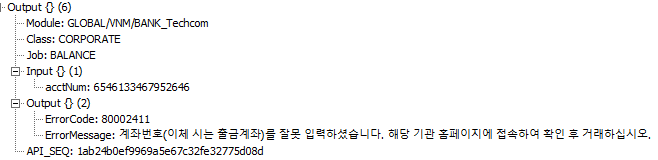 Output {} (6)
Module: GLOBAL/VNM/BANK_Techcom
Class: CORPORATE
Job: BALANCE
Input {} (1)
acctNum: 6546133467952646
Output {} (2)
ErrorCode: 80002411
ErrorMessage: 계좌번호(이체 시는 출금계좌)를 잘못 입력하셨습니다. 해당 기관 홈페이지에 접속하여 확인 후 거래하십시오.
API_SEQ: 1ab24b0ef9969a5e67c32fe32775d08d